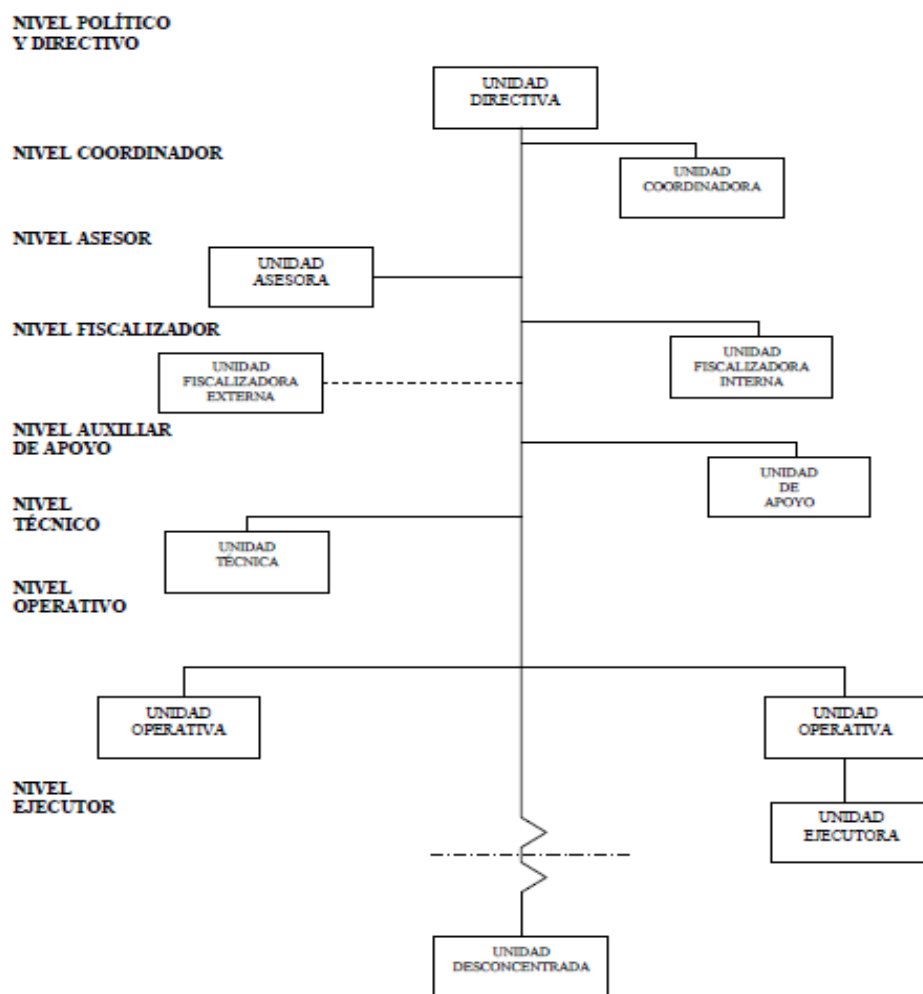 NIVEL POLÍTICO
Y DIRECTIVO
UNIDAD
DIRECTIVA
NIVEL COORDINADOR
UNIDAD
COORDINADORA
NIVEL ASESOR
UNIDAD
ASESORA
NIVEL FISCALIZADOR
UNIDAD
FISCALIZADORA
EXTERNA
UNIDAD
FISCALIZADORA
INTERNA
NIVEL AUXILIAR
DE APOYO
UNIDAD
DE
APOYO
NIVEL
TÉCNICO
UNIDAD
TÉCNICA
NIVEL
OPERATIVO
UNIDAD
OPERATIVA
UNIDAD
OPERATIVA
NIVEL
EJECUTOR
UNIDAD
EJECUTORA
UNIDAD
DESCONCENTRADA